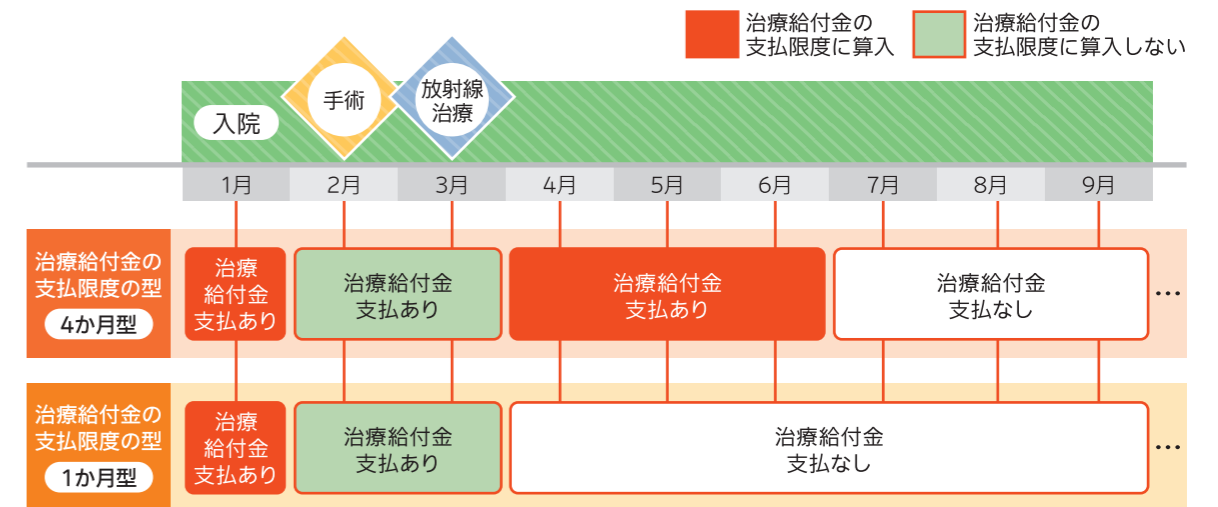 治療給付金の
支払限度に算入
治療給付金の
支払限度に算入しない
入院
手術
放射線
治療
1月
2月
3月
4月
5月
6月
7月
8月
9月
治療給付金の
支払限度の型
4か月型
治療
給付金
支払あり
治療給付金
支払あり
治療給付金
支払あり
治療給付金
支払なし
…
治療給付金の
支払限度の型
1か月型
治療
給付金
支払あり
治療給付金
支払あり
治療給付金
支払なし
…